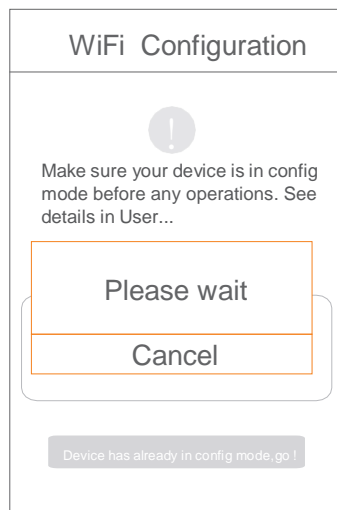 WiFi Configuration
!
Make sure your device is in config
mode before any operations. See
details in User...
Please wait
Cancel
Device has already in config mode,go !